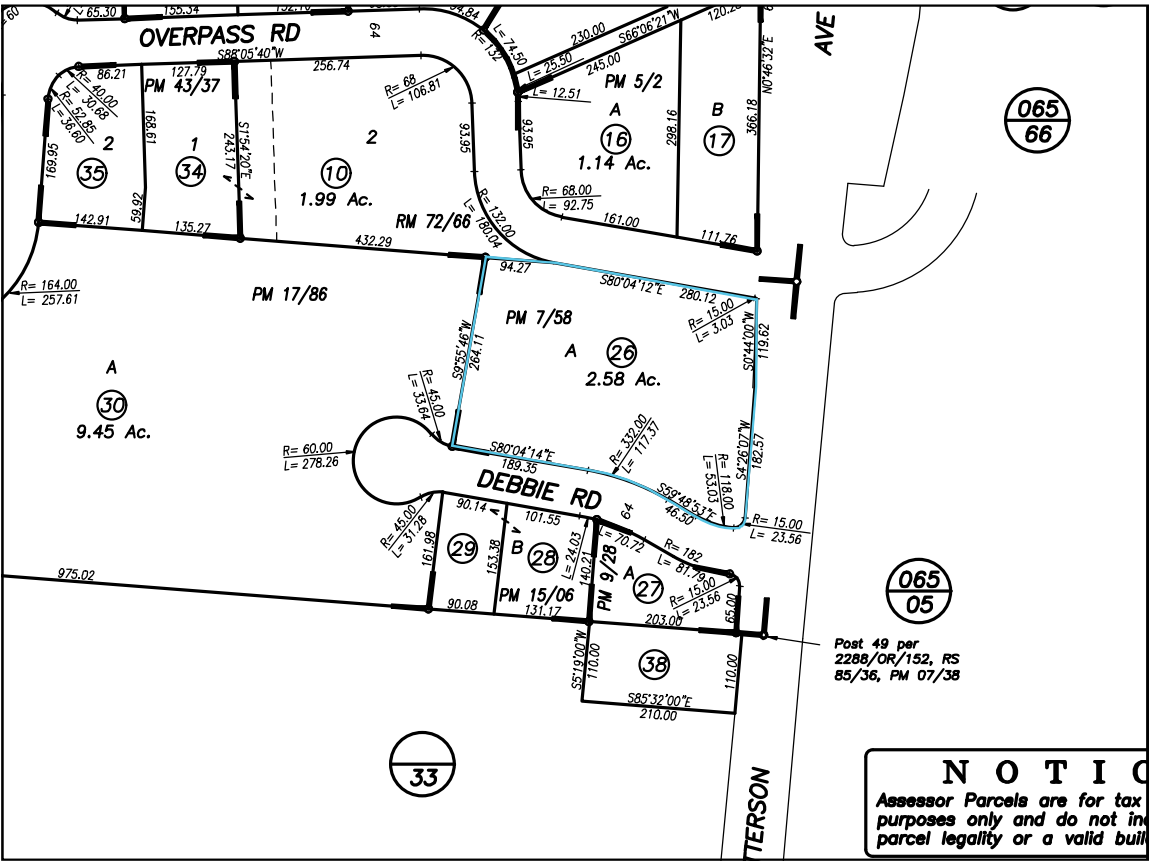 65.30
155.34
60
64
OVERPASS RD
S88°05'40"W
86.21
127.79
256.74
PM 43/37
R= 40.00
L= 30.68
R= 52.85
L= 36.60
168.61
S1°54'20"E
243.17
R= 68
L= 106.81
93.95
R= 132
L= 74.50
230.00
S66°06'21"W
L= 25.50
245.00
120.28
L= 12.51
PM 5/2
A
16
1.14 Ac.
B
17
298.16
366.18
N0°46'32"E
AVE
065
66
93.95
2
35
1
34
2
10
1.99 Ac.
169.95
59.92
142.91
135.27
432.29
RM 72/66
R= 132.00
L= 180.04
R= 68.00
L= 92.75
161.00
111.76
R= 164.00
L= 257.61
PM 17/86
94.27
S80°04'12"E
280.12
R= 15.00
L= 3.03
PM 7/58
A
26
2.58 Ac.
S9°55'46"W
264.11
S0°44'00"W
119.62
S4°26'07"W
182.57
A
30
9.45 Ac.
R= 45.00
L= 33.64
R= 60.00
L= 278.26
S80°04'14"E
189.35
R= 332.00
L= 117.37
S59°48'53"E
46.50
R= 118.00
L= 53.03
R= 15.00
L= 23.56
DEBBIE RD
64
90.14
101.55
R= 45.00
L= 31.28
161.98
29
153.38
B
28
L= 24.03
140.21
PM 9/28
L= 70.72
R= 182
L= 81.79
A
27
R= 15.00
L= 23.56
65.00
PM 15/06
975.02
90.08
131.17
203.00
065
05
Post 49 per
2288/OR/152, RS
85/36, PM 07/38
S5°19'00"W
110.00
38
110.00
S85°32'00"E
210.00
33
TTERSON
NOTIC
Assessor Parcels are for tax
purposes only and do not in
parcel legality or a valid buil